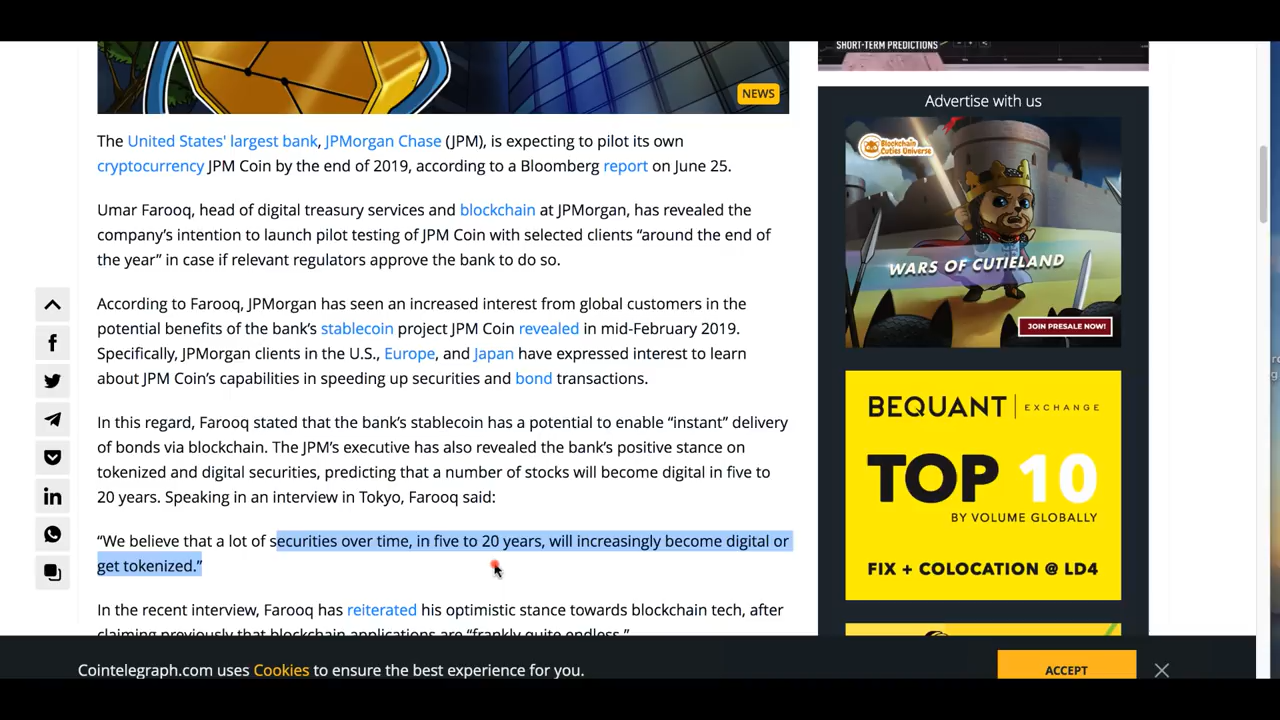 SHORT-TERM PREDICTIONS
NEWS
Advertise with us
Blockchain
Cuties Universe
WARS OF CUTIELAND
JOIN PRESALE NOW!
The United States' largest bank, JPMorgan Chase (JPM), is expecting to pilot its own
cryptocurrency JPM Coin by the end of 2019, according to a Bloomberg report on June 25.
Umar Farooq, head of digital treasury services and blockchain at JPMorgan, has revealed the
company’s intention to launch pilot testing of JPM Coin with selected clients “around the end of
the year” in case if relevant regulators approve the bank to do so.
According to Farooq, JPMorgan has seen an increased interest from global customers in the
potential benefits of the bank’s stablecoin project JPM Coin revealed in mid-February 2019.
Specifically, JPMorgan clients in the U.S., Europe, and Japan have expressed interest to learn
about JPM Coin’s capabilities in speeding up securities and bond transactions.
In this regard, Farooq stated that the bank’s stablecoin has a potential to enable “instant” delivery
of bonds via blockchain. The JPM’s executive has also revealed the bank’s positive stance on
tokenized and digital securities, predicting that a number of stocks will become digital in five to
20 years. Speaking in an interview in Tokyo, Farooq said:
“We believe that a lot of securities over time, in five to 20 years, will increasingly become digital or
get tokenized.”
In the recent interview, Farooq has reiterated his optimistic stance towards blockchain tech, after
claiming previously that blockchain applications are “frankly quite endless.”
BEQUANT | EXCHANGE
TOP 10
BY VOLUME GLOBALLY
FIX + COLOCATION @ LD4
Cointelegraph.com uses Cookies to ensure the best experience for you.
ACCEPT